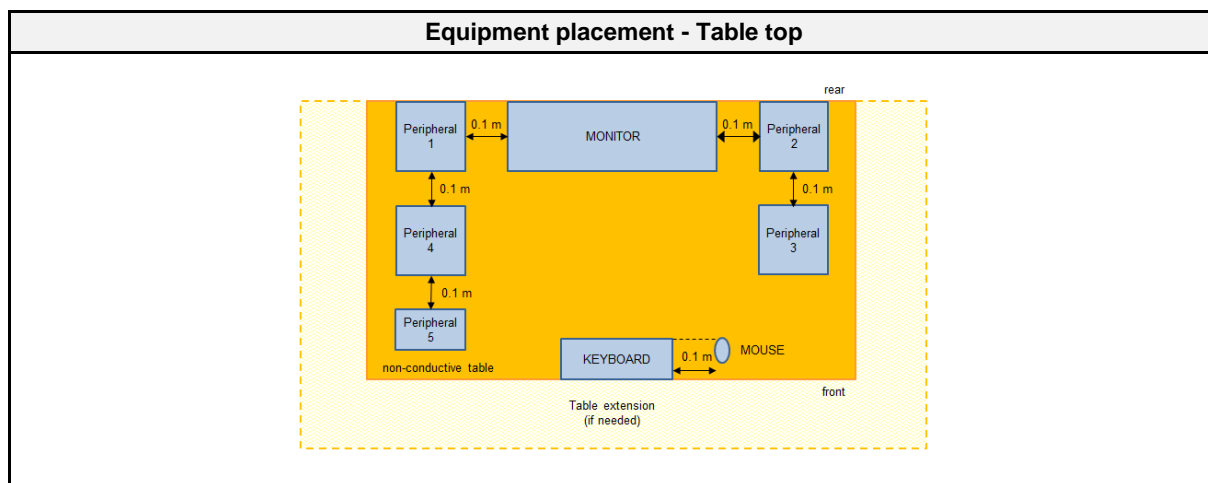 Equipment placement - Table top
rear
Peripheral
1
0.1 m
MONITOR
0.1 m
Peripheral
2
0.1 m
0.1 m
Peripheral
4
Peripheral
3
0.1 m
Peripheral
5
KEYBOARD
0.1 m
MOUSE
non-conductive table
front
Table extension
(if needed)